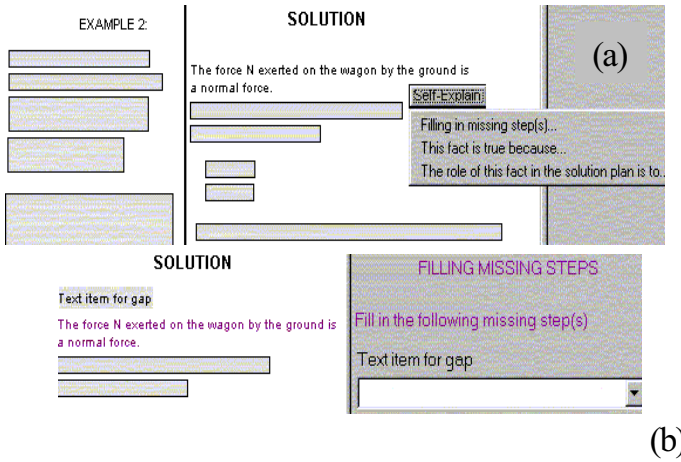 EXAMPLE 2:
SOLUTION
(a)
The force N exerted on the wagon by the ground is
a normal force.
Self-Explain
Filling in missing step(s)...
This fact is true because...
The role of this fact in the solution plan is to..
SOLUTION
Text item for gap
The force N exerted on the wagon by the ground is
a normal force.
FILLING MISSING STEPS
Fill in the following missing step(s)
Text item for gap
(b)